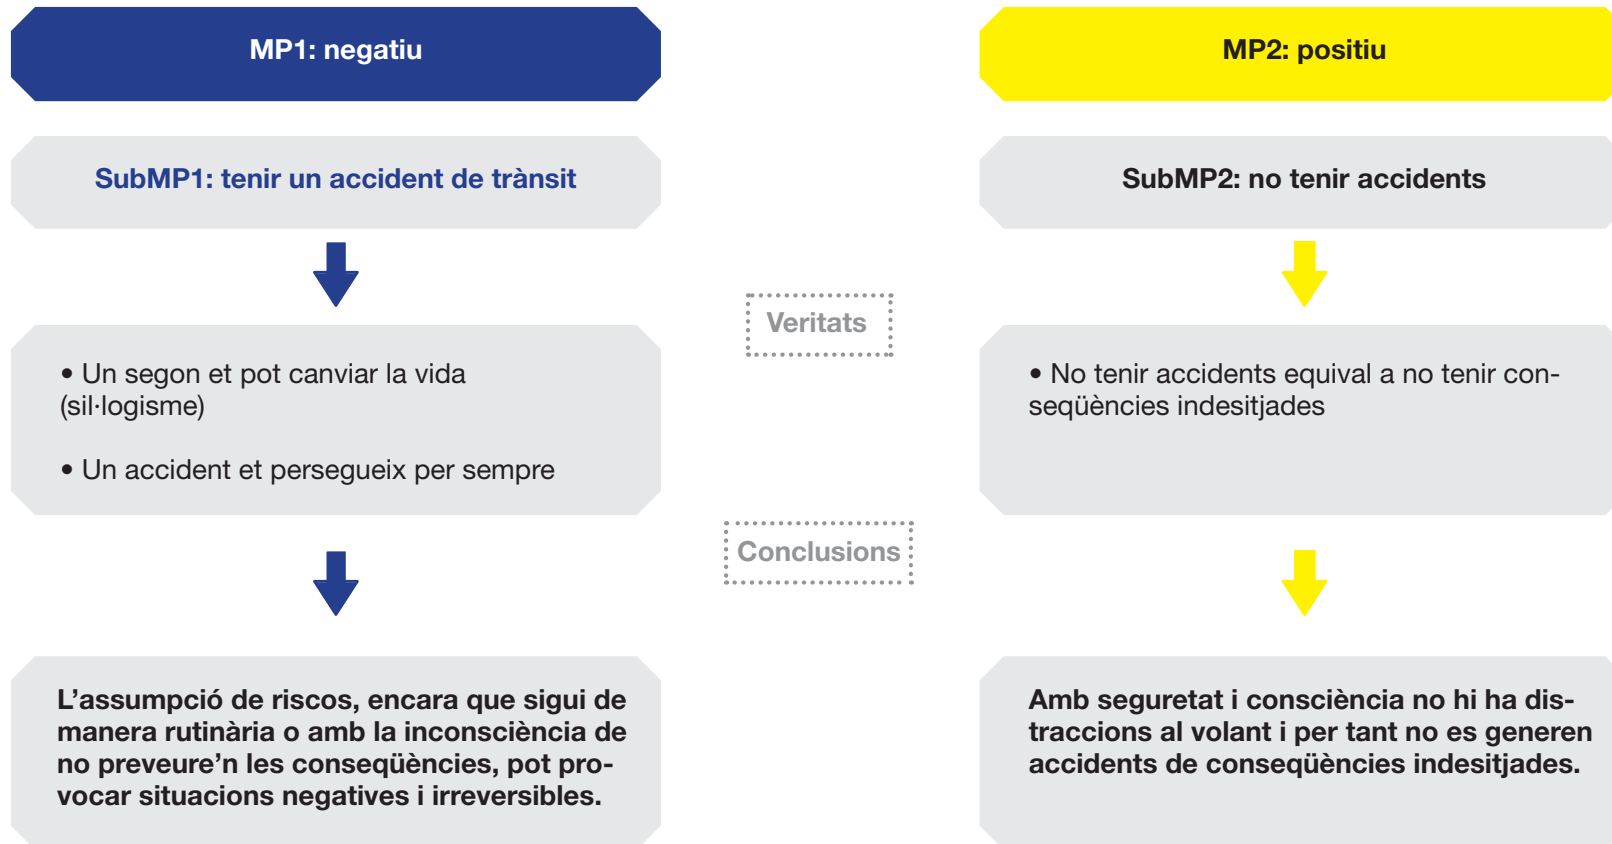 MP1: negatiu
MP2: positiu
SubMP1: tenir un accident de trànsit
SubMP2: no tenir accidents
Veritats
• Un segon et pot canviar la vida
(sil·logisme)
• Un accident et persegueix per sempre
• No tenir accidents equival a no tenir con-
seqüències indesitjades
Conclusions
L’assumpció de riscos, encara que sigui de
manera rutinària o amb la inconsciència de
no preveure’n les conseqüències, pot pro-
vocar situacions negatives i irreversibles.
Amb seguretat i consciència no hi ha dis-
traccions al volant i per tant no es generen
accidents de conseqüències indesitjades.